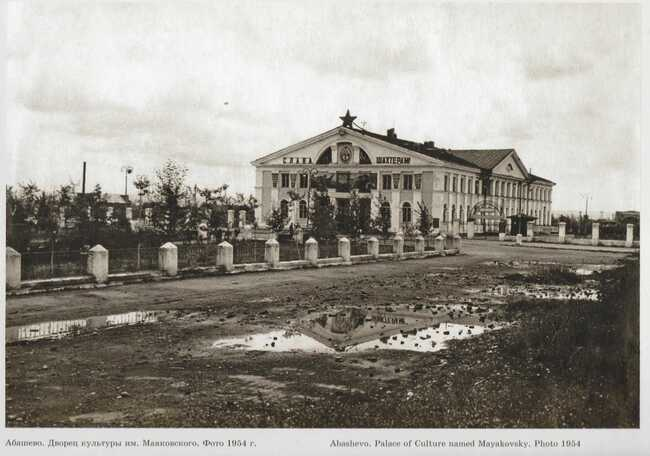 СЛАВА ШАХТЕРАМ!
Абашево. Дворец культуры им. Маяковского. Фото 1954 г.
Abashevo. Palace of Culture named Mayakovsky. Photo 1954